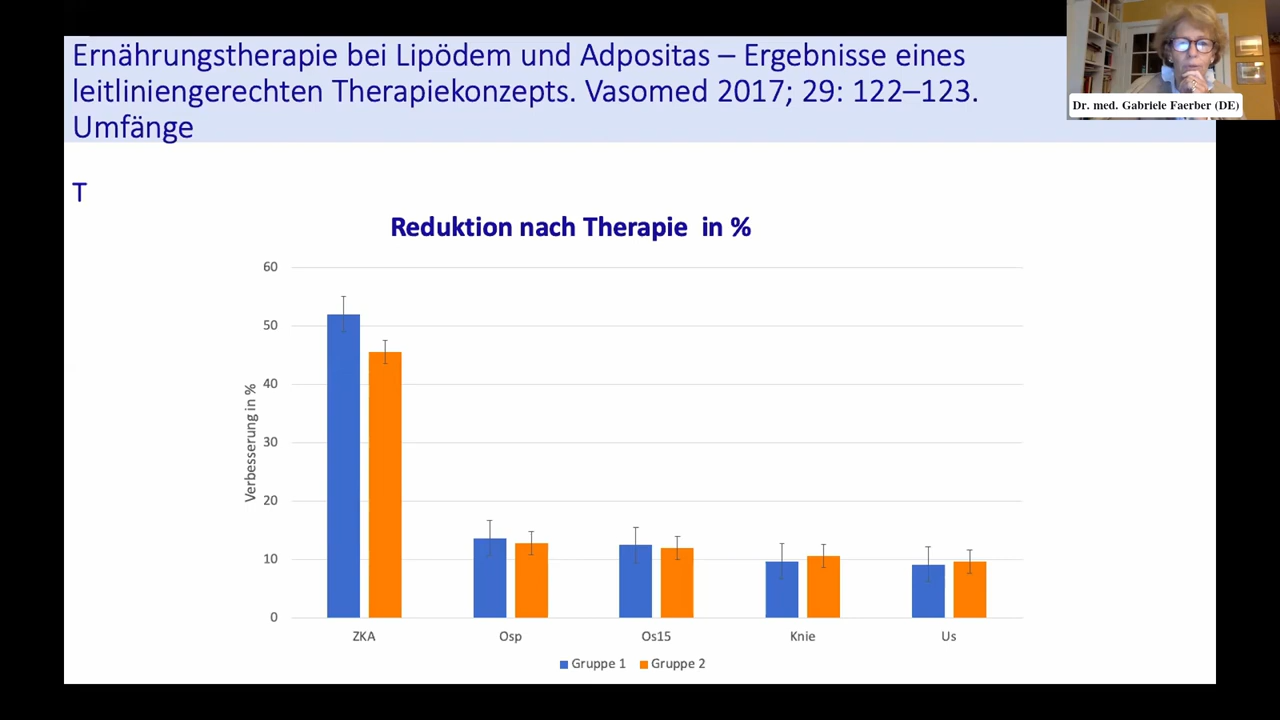 Ernährungstherapie bei Lipödem und Adpositas – Ergebnisse eines
leitliniengerechten Therapiekonzepts. Vasomed 2017; 29: 122–123.
Umfänge
Dr. med. Gabriele Faerber (DE)
T
Reduktion nach Therapie in %
Verbesserung in %
60
50
40
30
20
10
0
ZKA Osp Os15 Knie Us
Gruppe 1 Gruppe 2